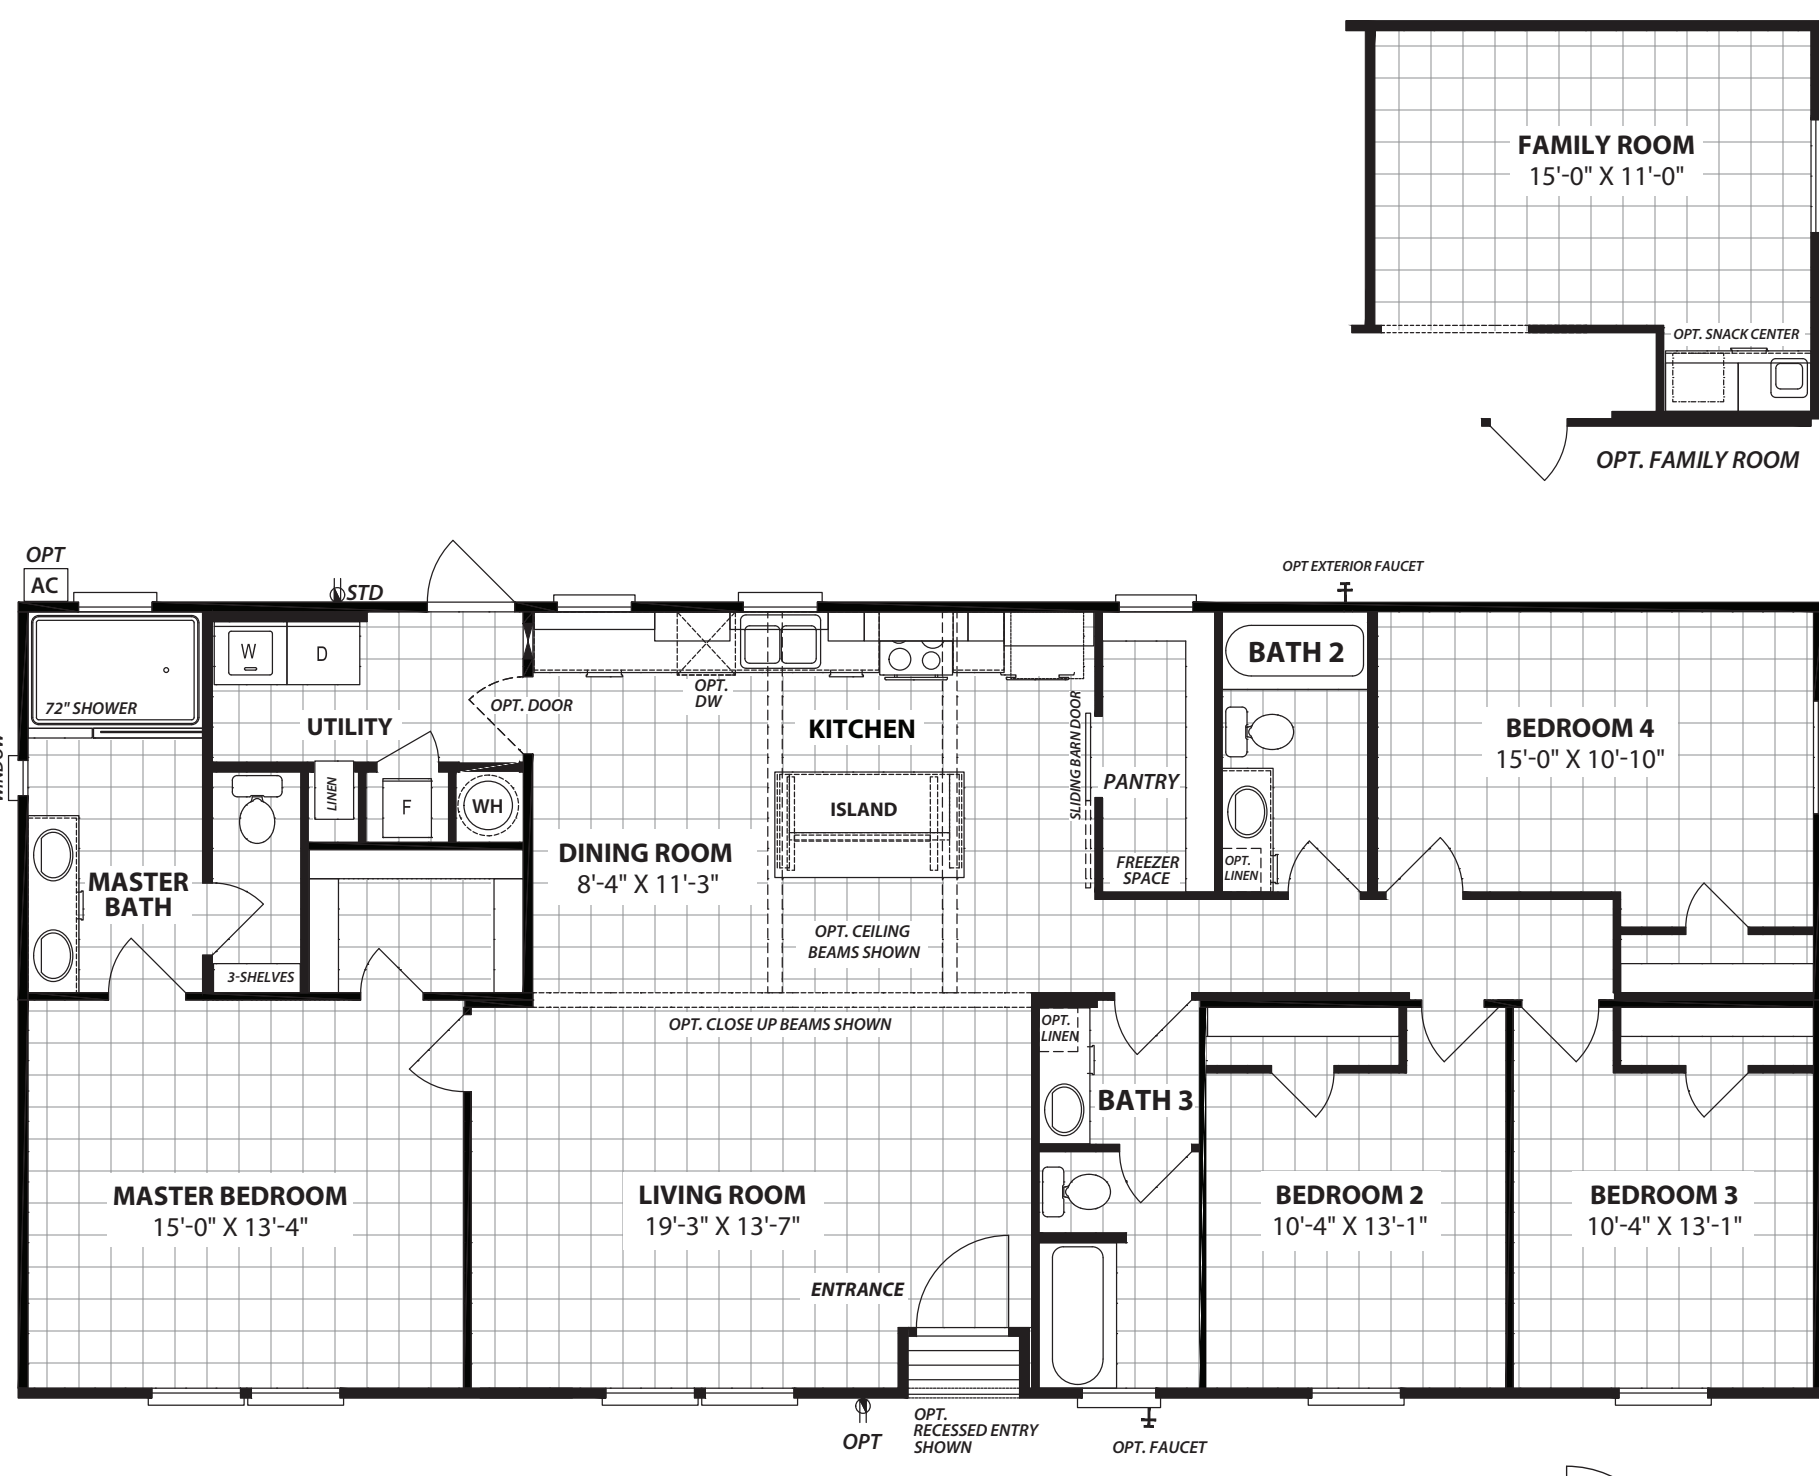 FAMILY ROOM
15'-0" X 11'-0"
OPT. SNACK CENTER
OPT. FAMILY ROOM
OPT
AC
STD
OPT EXTERIOR FAUCET
72" SHOWER
W
D
UTILITY
OPT. DOOR
OPT.
DW
KITCHEN
SLIDING BARN DOOR
PANTRY
FREEZER
SPACE
BATH 2
OPT.
LINEN
BEDROOM 4
15'-0" X 10'-10"
WINDOW
LINEN
F
WH
ISLAND
DINING ROOM
8'-4" X 11'-3"
MASTER
BATH
3-SHELVES
OPT. CEILING
BEAMS SHOWN
OPT. CLOSE UP BEAMS SHOWN
OPT.
LINEN
BATH 3
MASTER BEDROOM
15'-0" X 13'-4"
LIVING ROOM
19'-3" X 13'-7"
BEDROOM 2
10'-4" X 13'-1"
BEDROOM 3
10'-4" X 13'-1"
ENTRANCE
OPT
OPT.
RECESSED ENTRY
SHOWN
OPT. FAUCET